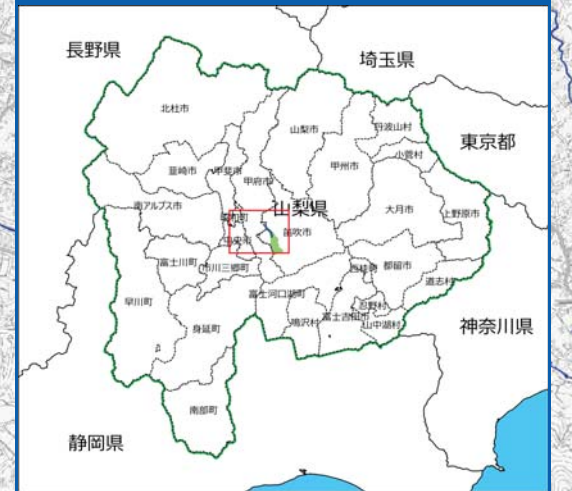 長野県
埼玉県
北杜市
山梨市
丹波山村
小菅村
東京都
甲州市
韮崎市
甲斐市
甲府市
大月市
上野原市
南アルプス市
昭和町
山梨県
笛吹市
中央市
富士川町
市川三郷町
西桂町
都留市
道志村
早川町
富士河口湖町
忍野村
鳴沢村
富士吉田市
山中湖村
身延町
神奈川県
南部町
静岡県